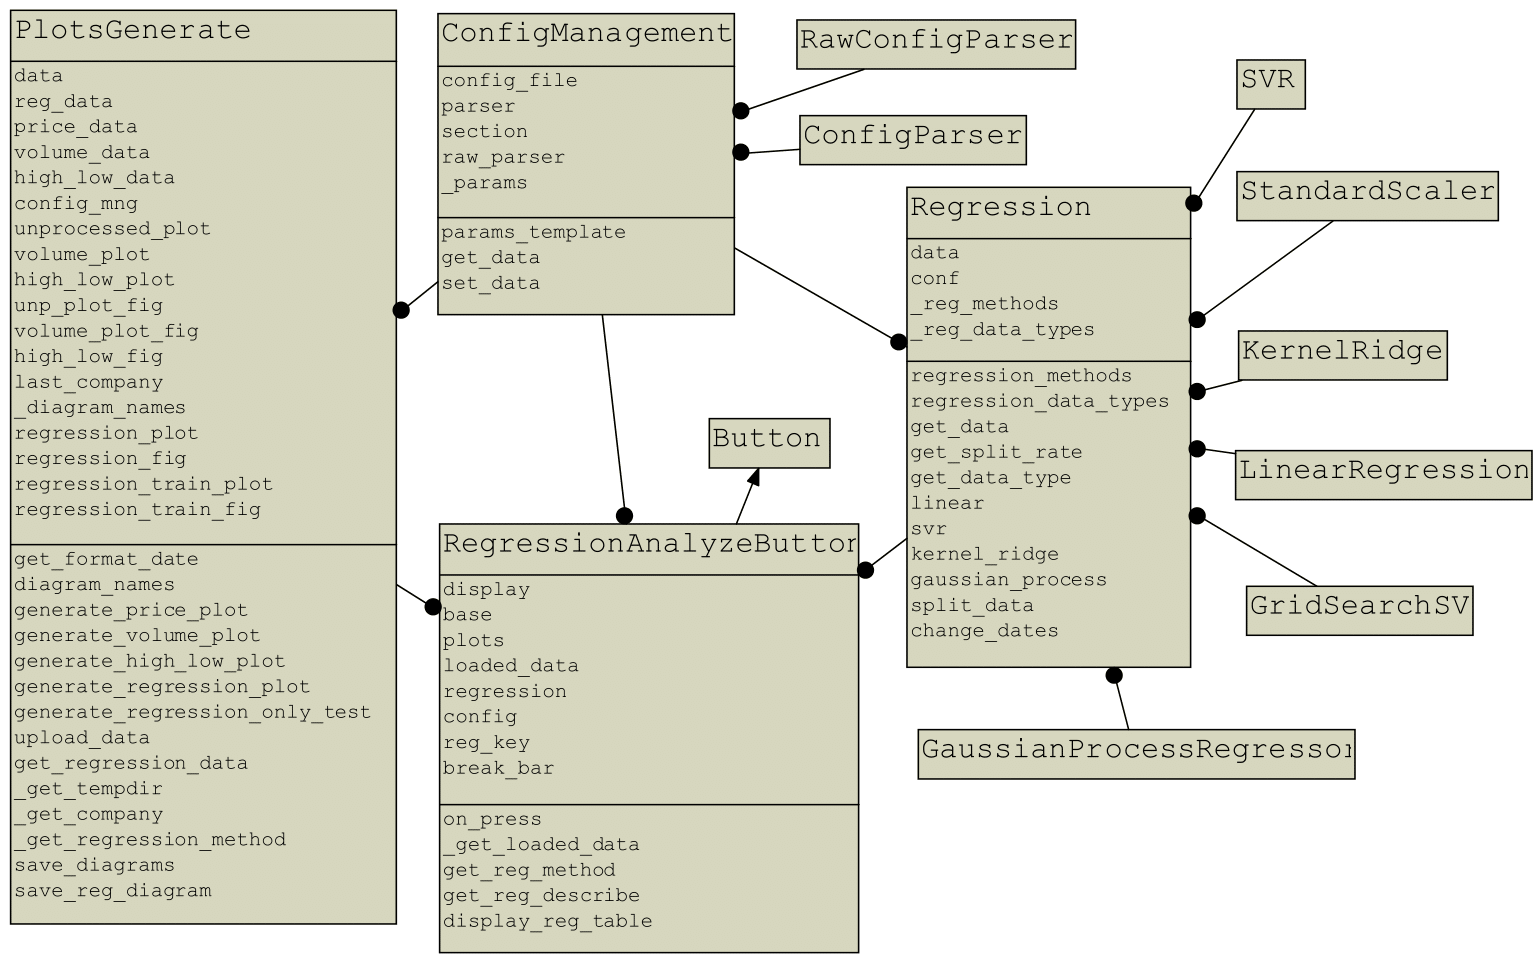 PlotsGenerate
data
reg_data
price_data
volume_data
high_low_data
config_mng
unprocessed_plot
volume_plot
high_low_plot
unp_plot_fig
volume_plot_fig
high_low_fig
last_company
_diagram_names
regression_plot
regression_fig
regression_train_plot
regression_train_fig
get_format_date
diagram_names
generate_price_plot
generate_volume_plot
generate_high_low_plot
generate_regression_plot
generate_regression_only_test
upload_data
get_regression_data
_get_tempdir
_get_company
_get_regression_method
save_diagrams
save_reg_diagram
ConfigManagement
config_file
parser
section
raw_parser
_params
params_template
get_data
set_data
RawConfigParser
ConfigParser
Button
RegressionAnalyzeButton
display
base
plots
loaded_data
regression
config
reg_key
break_bar
on_press
_get_loaded_data
get_reg_method
get_reg_describe
display_reg_table
Regression
data
conf
_reg_methods
_reg_data_types
regression_methods
regression_data_types
get_data
get_split_rate
get_data_type
linear
svr
kernel_ridge
gaussian_process
split_data
change_dates
SVR
StandardScaler
KernelRidge
LinearRegression
GridSearchSV
GaussianProcessRegressor